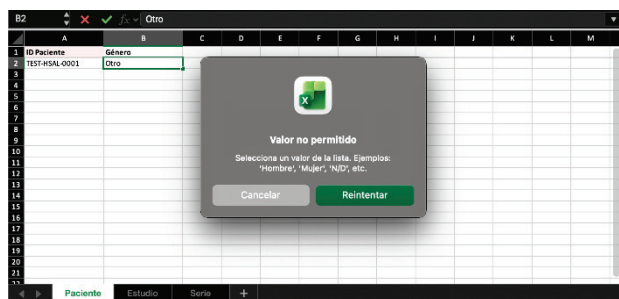 B2 fx Otro
A B C D E F G H I J K L M
1 ID Paciente Género
2 TEST-HSAL-0001 Otro
3
4
5
6
7
8
9
10
11
12
13
14
15
16
17
18
19
20
21
22
Valor no permitido
Selecciona un valor de la lista. Ejemplos:
'Hombre', 'Mujer', 'N/D', etc.
Cancelar Reintentar
Paciente Estudio Serie +